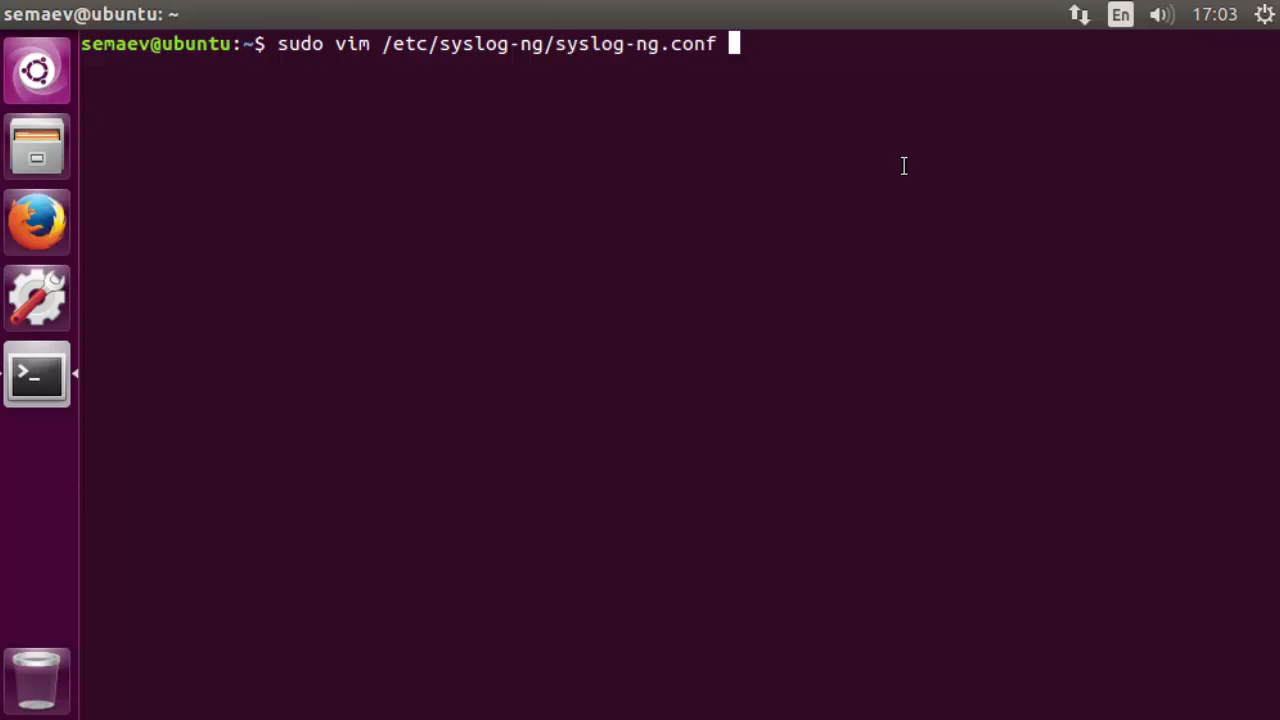 semaev@ubuntu: ~
En
17:03
semaev@ubuntu:~$ sudo vim /etc/syslog-ng/syslog-ng.conf
>_